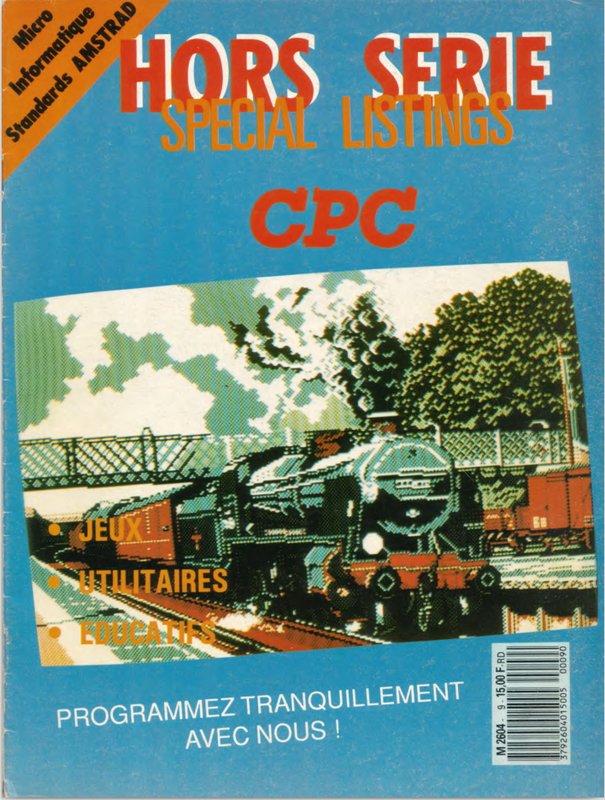 Micro
Informatique
Standards AMSTRAD
HORS SERIE
SPECIAL LISTINGS
CPC
• JEUX
• UTILITAIRES
• EDUCATIFS
PROGRAMMEZ TRANQUILLEMENT
AVEC NOUS !
M 2604 - 9 - 15,00 F-RD
3792604015005
00090